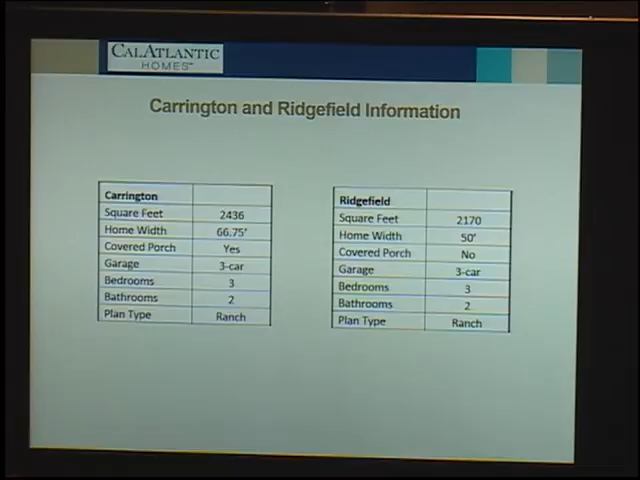 CALATLANTIC
HOMES™
Carrington and Ridgefield Information
Carrington
Square Feet 2436
Home Width 66.75'
Covered Porch Yes
Garage 3-car
Bedrooms 3
Bathrooms 2
Plan Type Ranch
Ridgefield
Square Feet 2170
Home Width 50'
Covered Porch No
Garage 3-car
Bedrooms 3
Bathrooms 2
Plan Type Ranch